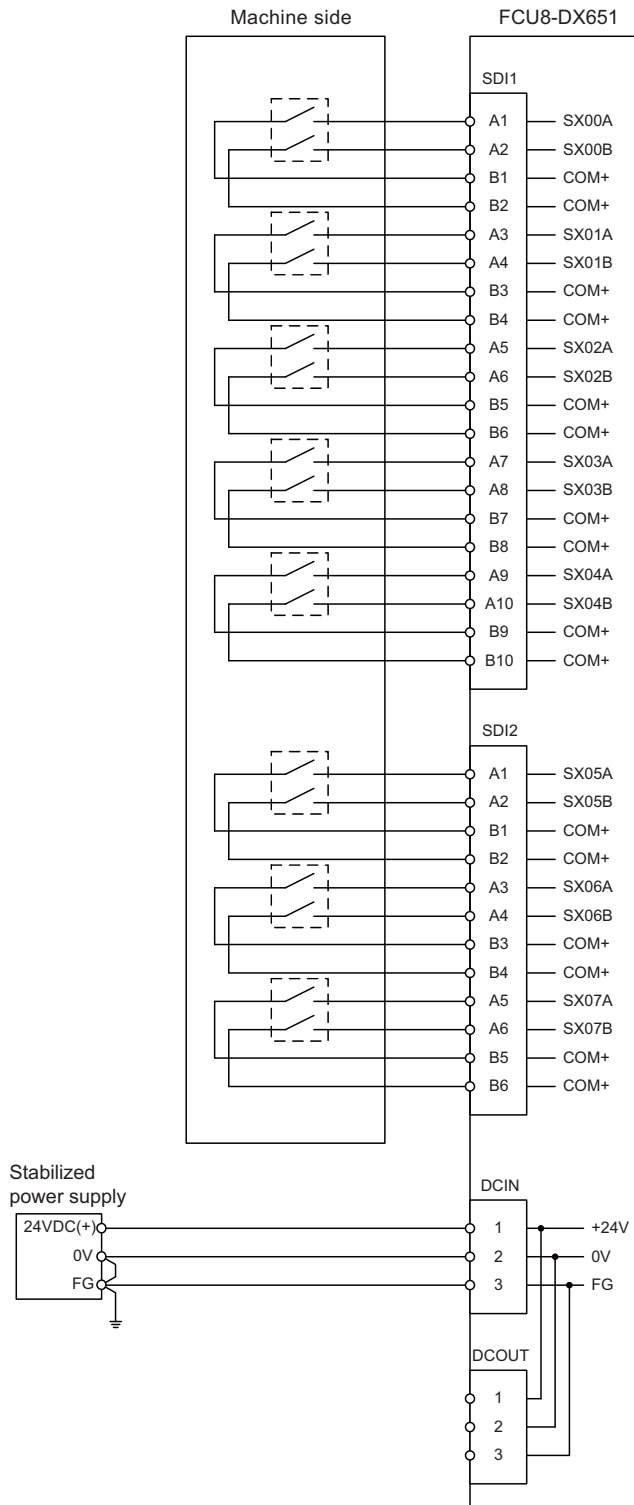 Machine side
FCU8-DX651
SDI1
A1 SX00A
A2 SX00B
B1 COM+
B2 COM+
A3 SX01A
A4 SX01B
B3 COM+
B4 COM+
A5 SX02A
A6 SX02B
B5 COM+
B6 COM+
A7 SX03A
A8 SX03B
B7 COM+
B8 COM+
A9 SX04A
A10 SX04B
B9 COM+
B10 COM+
SDI2
A1 SX05A
A2 SX05B
B1 COM+
B2 COM+
A3 SX06A
A4 SX06B
B3 COM+
B4 COM+
A5 SX07A
A6 SX07B
B5 COM+
B6 COM+
Stabilized
power supply
DCIN
24VDC(+) 1 +24V
0V 2 0V
FG 3 FG
DCOUT
1
2
3